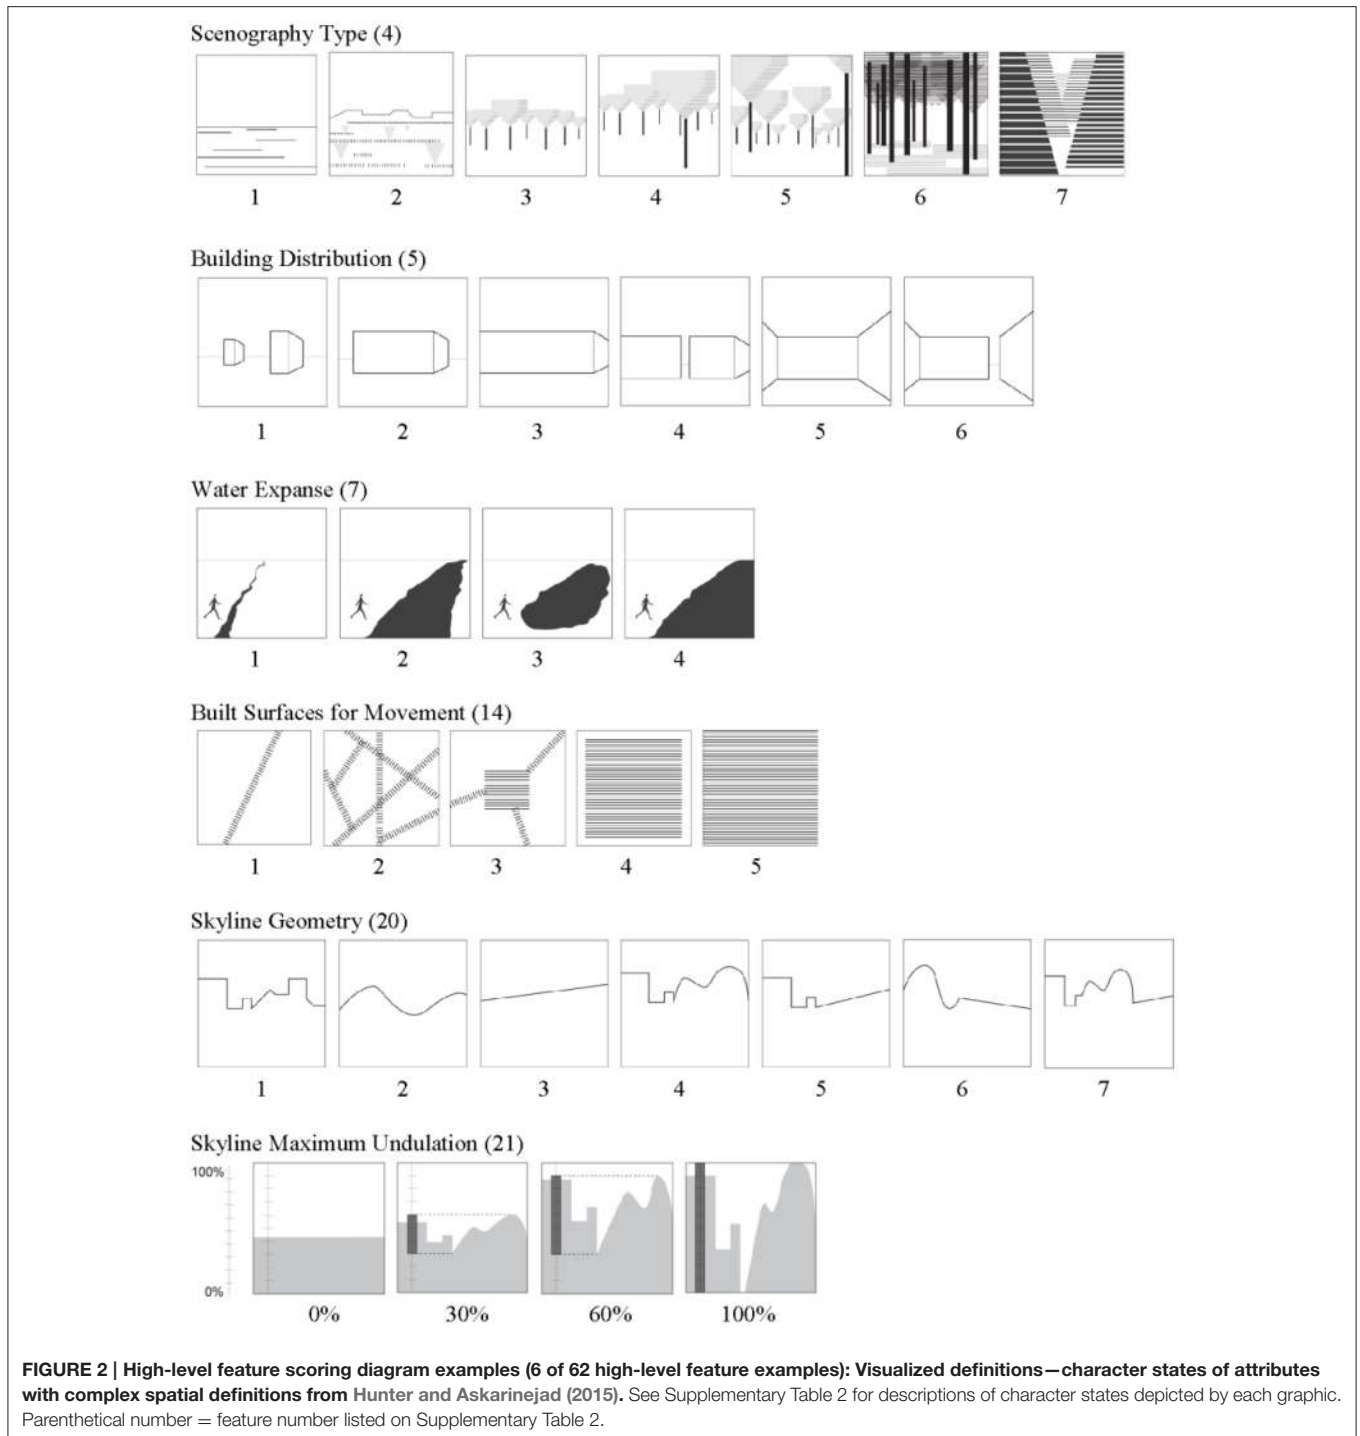 Scenography Type (4)
1 2 3 4 5 6 7
Building Distribution (5)
1 2 3 4 5 6
Water Expanse (7)
1 2 3 4
Built Surfaces for Movement (14)
1 2 3 4 5
Skyline Geometry (20)
1 2 3 4 5 6 7
Skyline Maximum Undulation (21)
100%
0%
0% 30% 60% 100%
FIGURE 2 | High-level feature scoring diagram examples (6 of 62 high-level feature examples): Visualized definitions—character states of attributes
with complex spatial definitions from Hunter and Askarinejad (2015). See Supplementary Table 2 for descriptions of character states depicted by each graphic.
Parenthetical number = feature number listed on Supplementary Table 2.